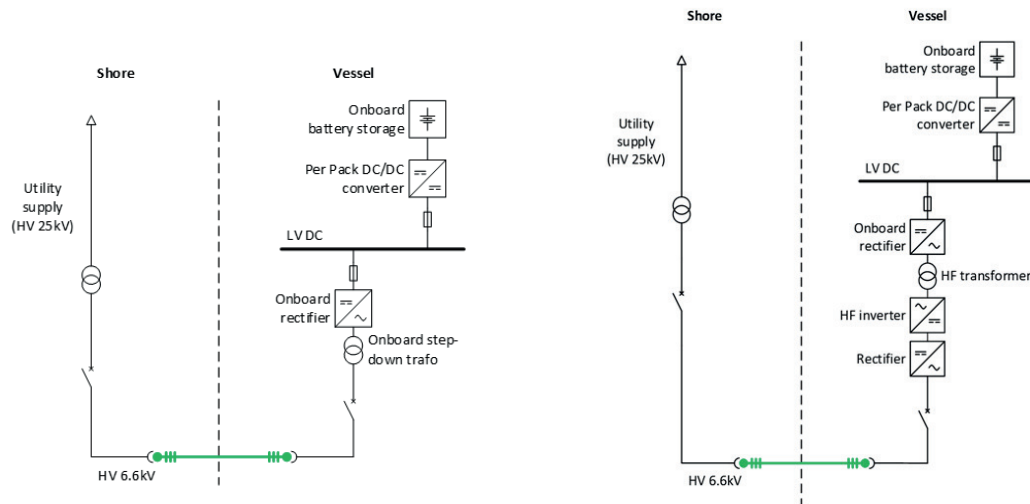 Shore
Vessel
Onboard
battery storage
Per Pack DC/DC
converter
Utility
supply
(HV 25kV)
LV DC
Onboard
rectifier
Onboard step-
down trafo
HV 6.6kV
Shore
Vessel
Onboard
battery storage
Per Pack DC/DC
converter
Utility
supply
(HV 25kV)
LV DC
Onboard
rectifier
HF transformer
HF inverter
Rectifier
HV 6.6kV